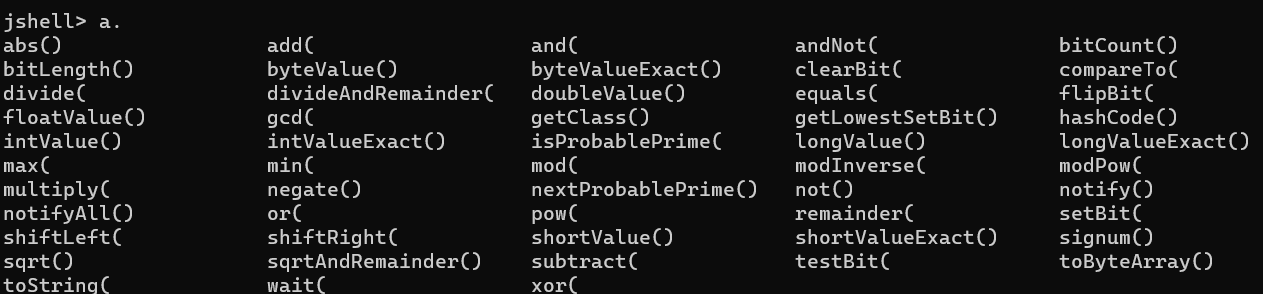 jshell> a.
abs() add( and( andNot( bitCount()
bitLength() byteValue() byteValueExact() clearBit( compareTo(
divide( divideAndRemainder( doubleValue() equals( flipBit(
floatValue() gcd( getClass() getLowestSetBit() hashCode()
intValue() intValueExact() isProbablePrime( longValue() longValueExact()
max( min( mod( modInverse( modPow(
multiply( negate() nextProbablePrime() not() notify()
notifyAll() or( pow( remainder( setBit(
shiftLeft( shiftRight( shortValue() shortValueExact() signum()
sqrt() sqrtAndRemainder() subtract( testBit( toByteArray()
toString( wait( xor(